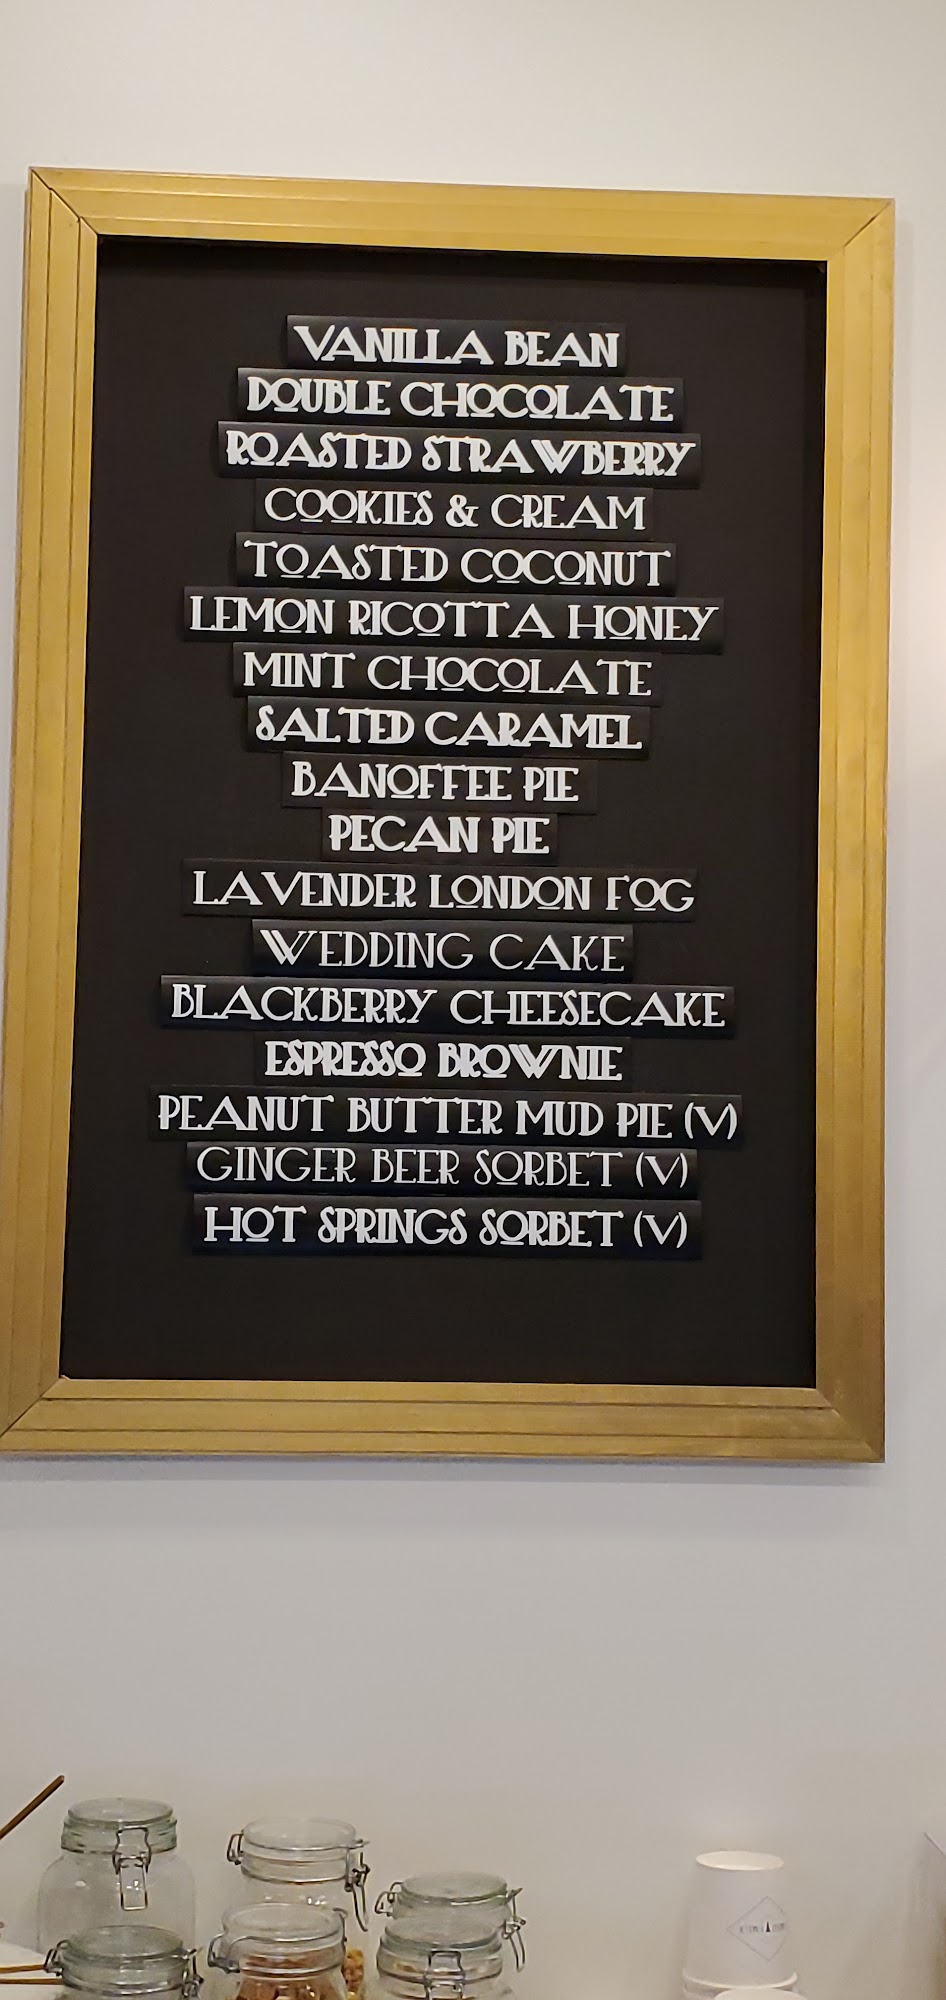 VANILLA BEAN
DOUBLE CHOCOLATE
ROASTED STRAWBERRY
COOKIES & CREAM
TOASTED COCONUT
LEMON RICOTTA HONEY
MINT CHOCOLATE
SALTED CARAMEL
BANOFFEE PIE
PECAN PIE
LAVENDER LONDON FOG
WEDDING CAKE
BLACKBERRY CHEESECAKE
ESPRESSO BROWNIE
PEANUT BUTTER MUD PIE (V)
GINGER BEER SORBET (V)
HOT SPRINGS SORBET (V)